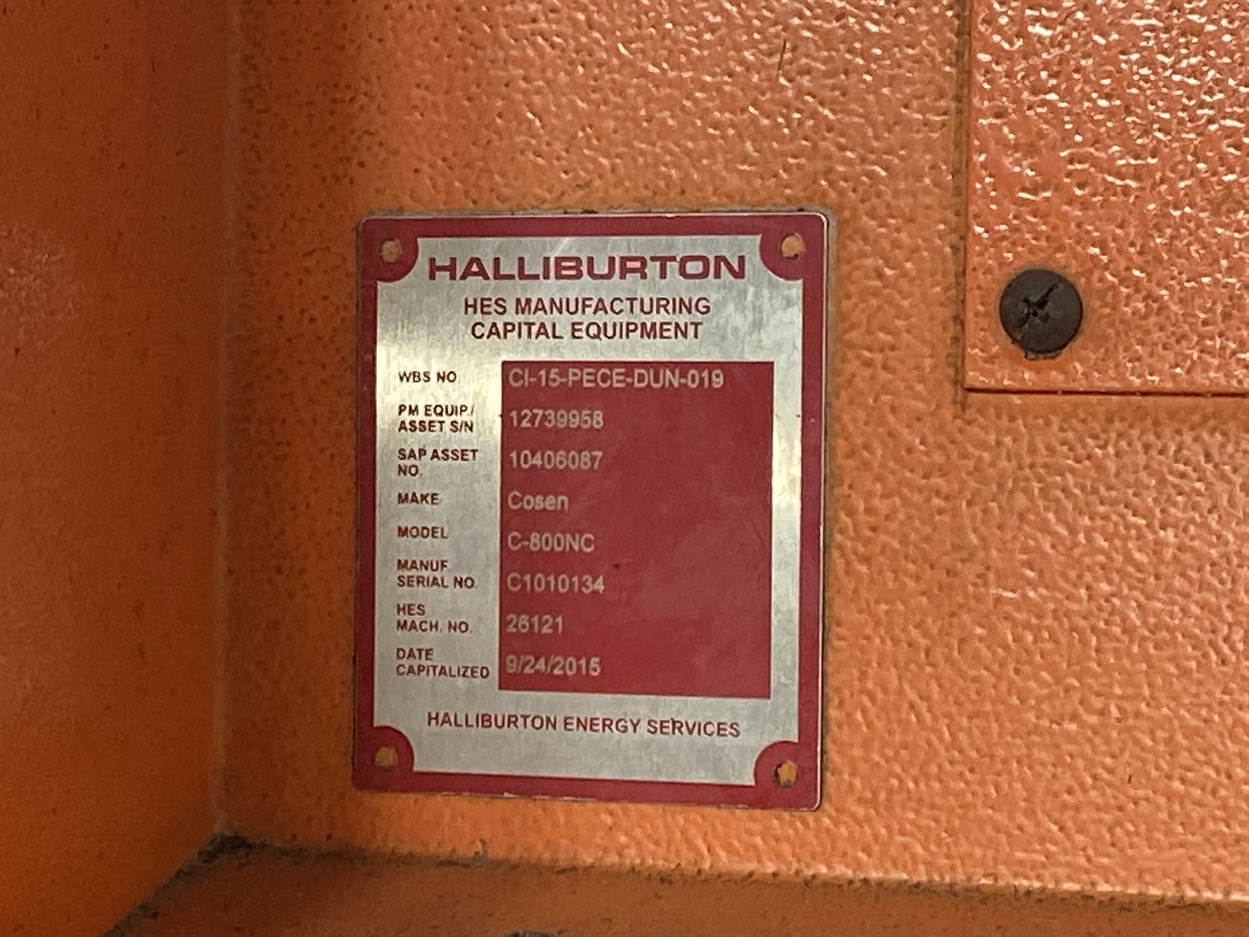 HALLIBURTON
HES MANUFACTURING
CAPITAL EQUIPMENT
WBS NO. CI-15-PECE-DUN-019
PM EQUIP./
ASSET S/N 12739958
SAP ASSET
NO. 10406087
MAKE Cosen
MODEL C-800NC
MANUF.
SERIAL NO. C1010134
HES
MACH. NO. 26121
DATE
CAPITALIZED 9/24/2015
HALLIBURTON ENERGY SERVICES